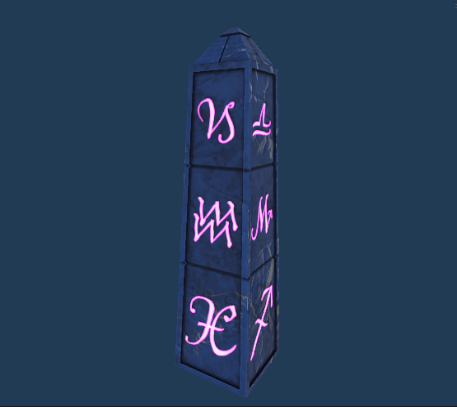 ♑ ♎
♒ ♏
♓ ♐